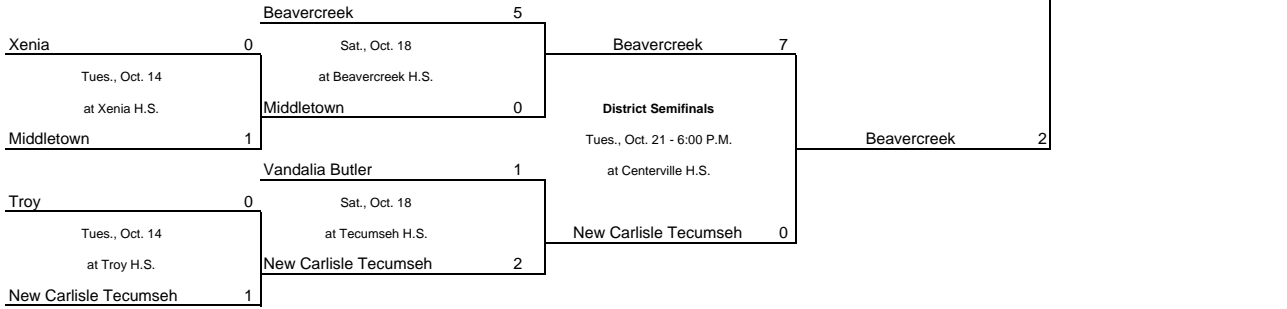 Beavercreek 5
Xenia 0 Sat., Oct. 18 Beavercreek 7
Tues., Oct. 14 at Beavercreek H.S.
at Xenia H.S. Middletown 0 District Semifinals
Middletown 1 Tues., Oct. 21 - 6:00 P.M. Beavercreek 2
Vandalia Butler 1 at Centerville H.S.
Troy 0 Sat., Oct. 18
Tues., Oct. 14 at Tecumseh H.S. New Carlisle Tecumseh 0
at Troy H.S. New Carlisle Tecumseh 2
New Carlisle Tecumseh 1